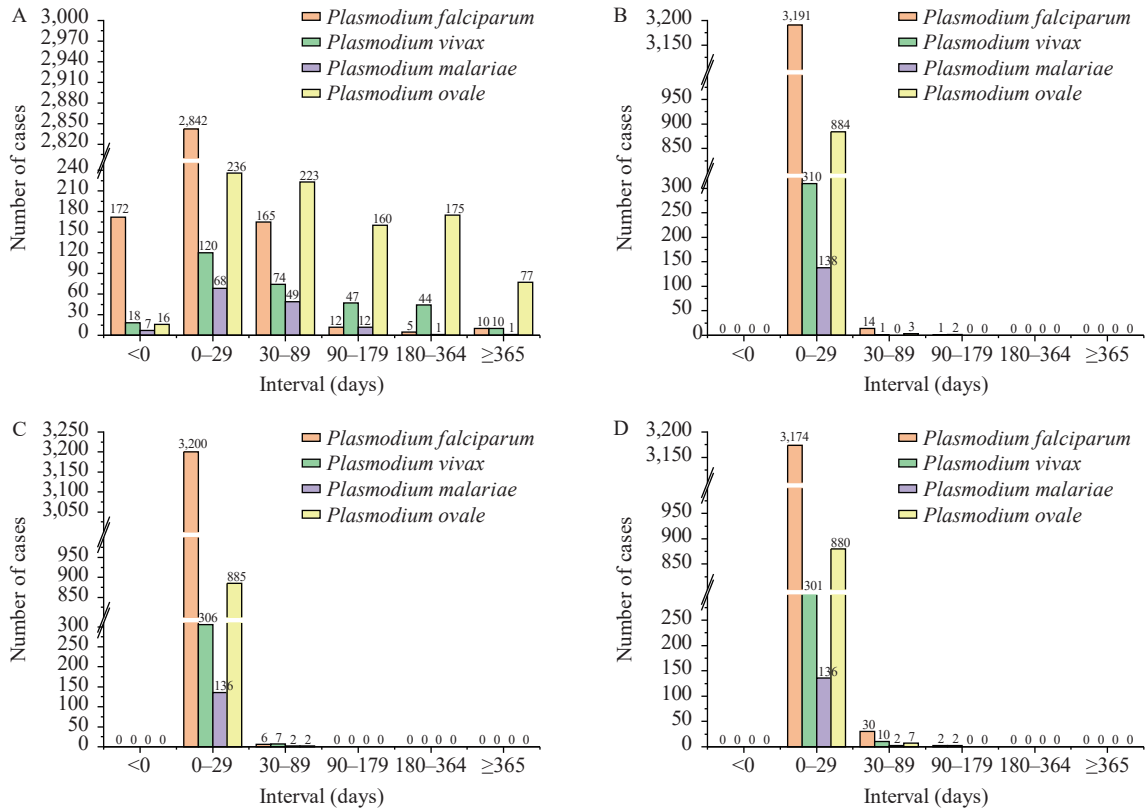 A
Number of cases
3,000
2,970
2,940
2,910
2,880
2,850
2,820
240
210
180
150
120
90
60
30
0
Plasmodium falciparum
Plasmodium vivax
Plasmodium malariae
Plasmodium ovale
172 18 7 16
2,842 120 68 236
165 74 49 223
12 47 12 160
5 44 1 175
10 10 1 77
<0 0–29 30–89 90–179 180–364 ≥365
Interval (days)
B
Number of cases
3,200
3,150
950
900
850
300
250
200
150
100
50
0
Plasmodium falciparum
Plasmodium vivax
Plasmodium malariae
Plasmodium ovale
0 0 0 0
3,191 310 138 884
14 1 0 3
1 2 0 0
0 0 0 0
0 0 0 0
<0 0–29 30–89 90–179 180–364 ≥365
Interval (days)
C
Number of cases
3,250
3,200
3,150
3,100
3,050
950
900
850
300
250
200
150
100
50
0
Plasmodium falciparum
Plasmodium vivax
Plasmodium malariae
Plasmodium ovale
0 0 0 0
3,200 306 136 885
6 7 2 2
0 0 0 0
0 0 0 0
0 0 0 0
<0 0–29 30–89 90–179 180–364 ≥365
Interval (days)
D
Number of cases
3,200
3,150
950
900
850
250
200
150
100
50
0
Plasmodium falciparum
Plasmodium vivax
Plasmodium malariae
Plasmodium ovale
0 0 0 0
3,174 301 136 880
30 10 2 7
2 2 0 0
0 0 0 0
0 0 0 0
<0 0–29 30–89 90–179 180–364 ≥365
Interval (days)